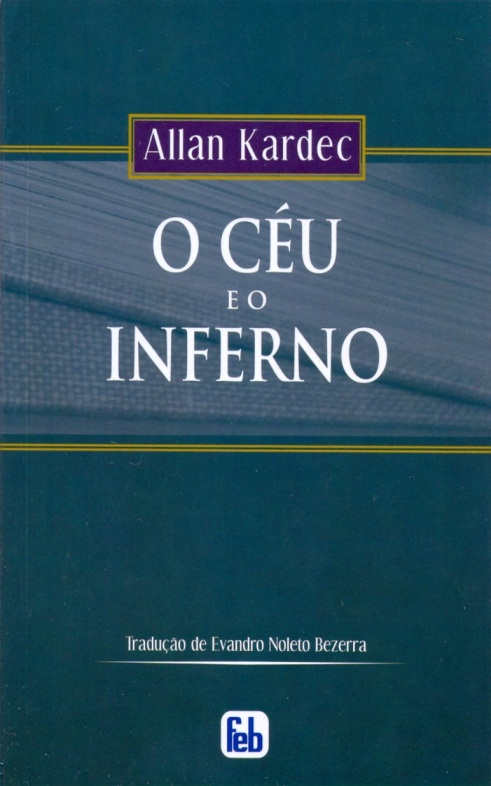 Allan Kardec
O CÉU
E O
INFERNO
Tradução de Evandro Noleto Bezerra
feb